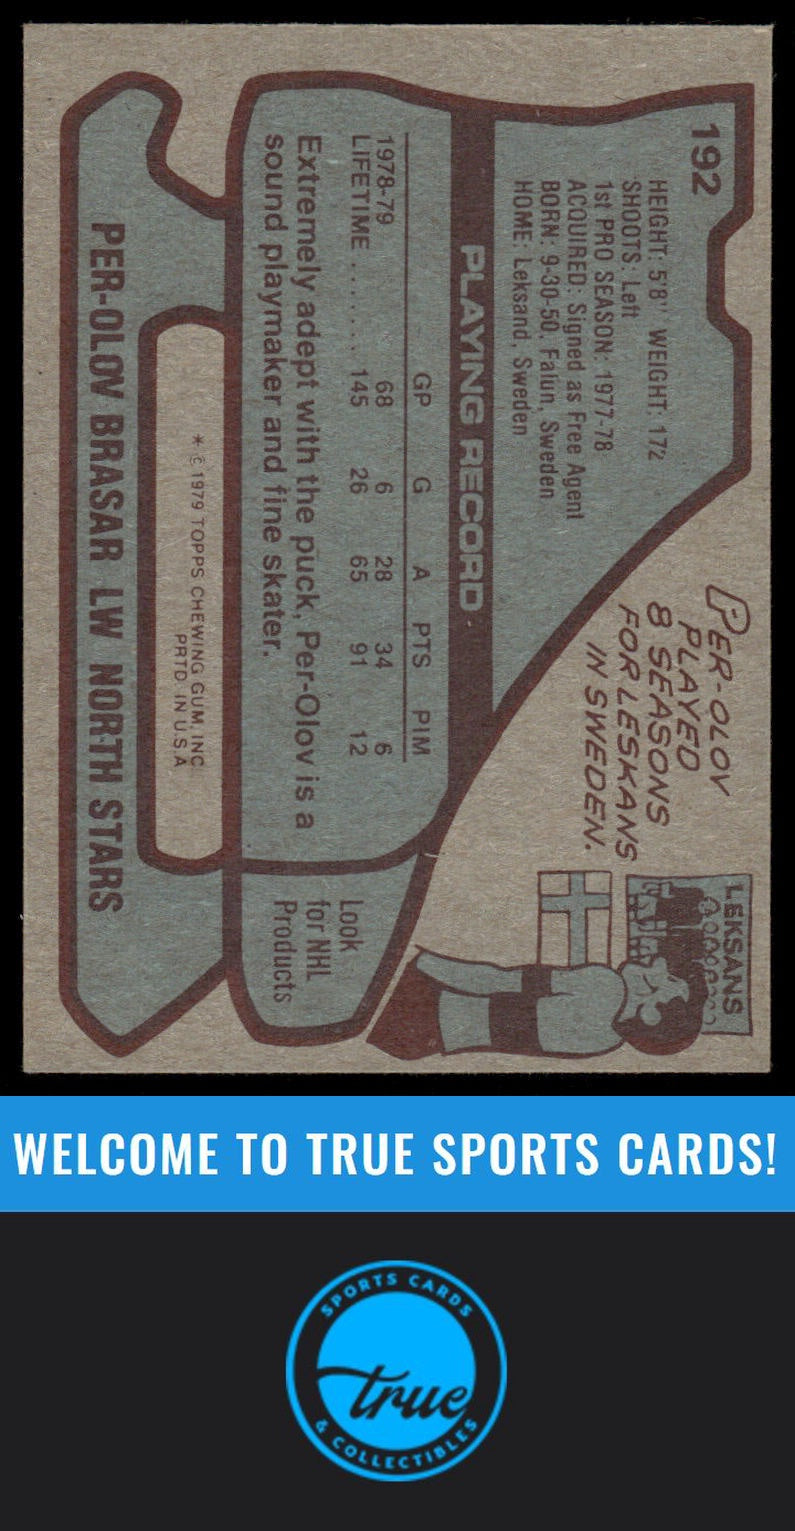 192
HEIGHT: 5'8" WEIGHT: 172
SHOOTS: Left
1st PRO SEASON: 1977-78
ACQUIRED: Signed as Free Agent
BORN: 9-30-50, Falun, Sweden
HOME: Leksand, Sweden
PER-OLOV
PLAYED
8 SEASONS
FOR LESKANS
IN SWEDEN.
LEKSANS
PLAYING RECORD
GP G A PTS PIM
1978-79 68 6 28 34 6
LIFETIME ........ 145 26 65 91 12
Extremely adept with the puck, Per-Olov is a
sound playmaker and fine skater.
Look
for NHL
Products
* © 1979 TOPPS CHEWING GUM, INC.
PRTD. IN U.S.A
PER-OLOV BRASAR LW NORTH STARS
WELCOME TO TRUE SPORTS CARDS!
SPORTS CARDS
true
& COLLECTIBLES